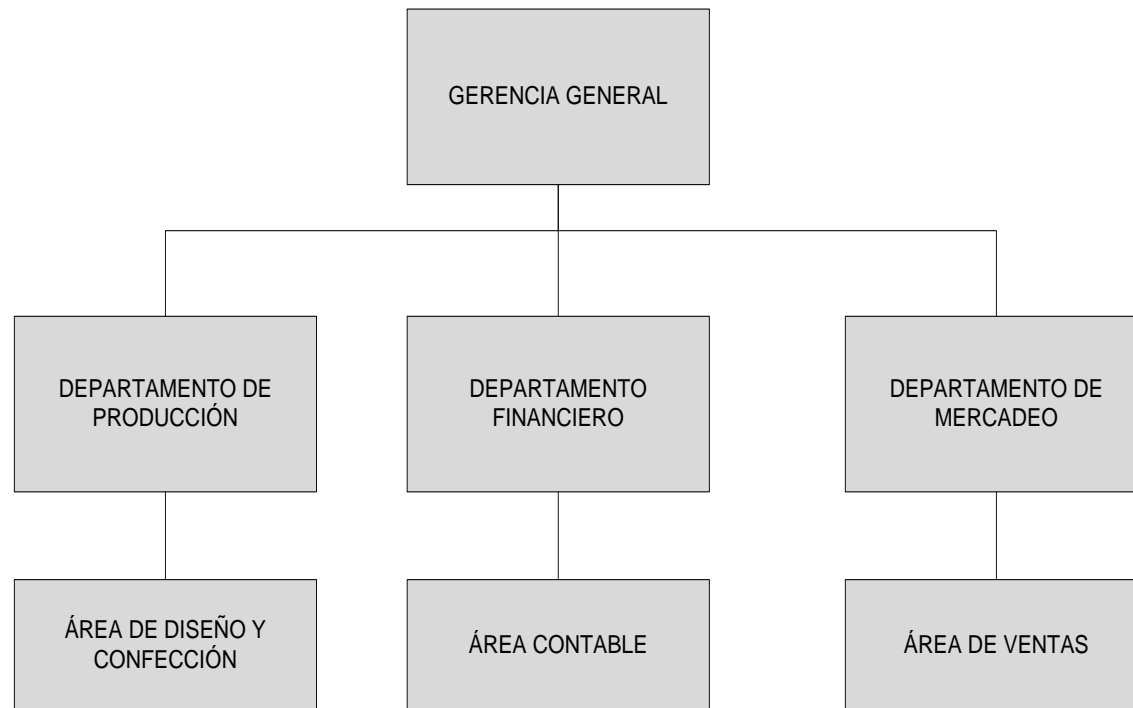 GERENCIA GENERAL
DEPARTAMENTO DE
PRODUCCIÓN
DEPARTAMENTO
FINANCIERO
DEPARTAMENTO DE
MERCADEO
ÁREA DE DISEÑO Y
CONFECCIÓN
ÁREA CONTABLE
ÁREA DE VENTAS